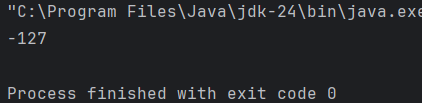 "C:\Program Files\Java\jdk-24\bin\java.exe
-127
Process finished with exit code 0